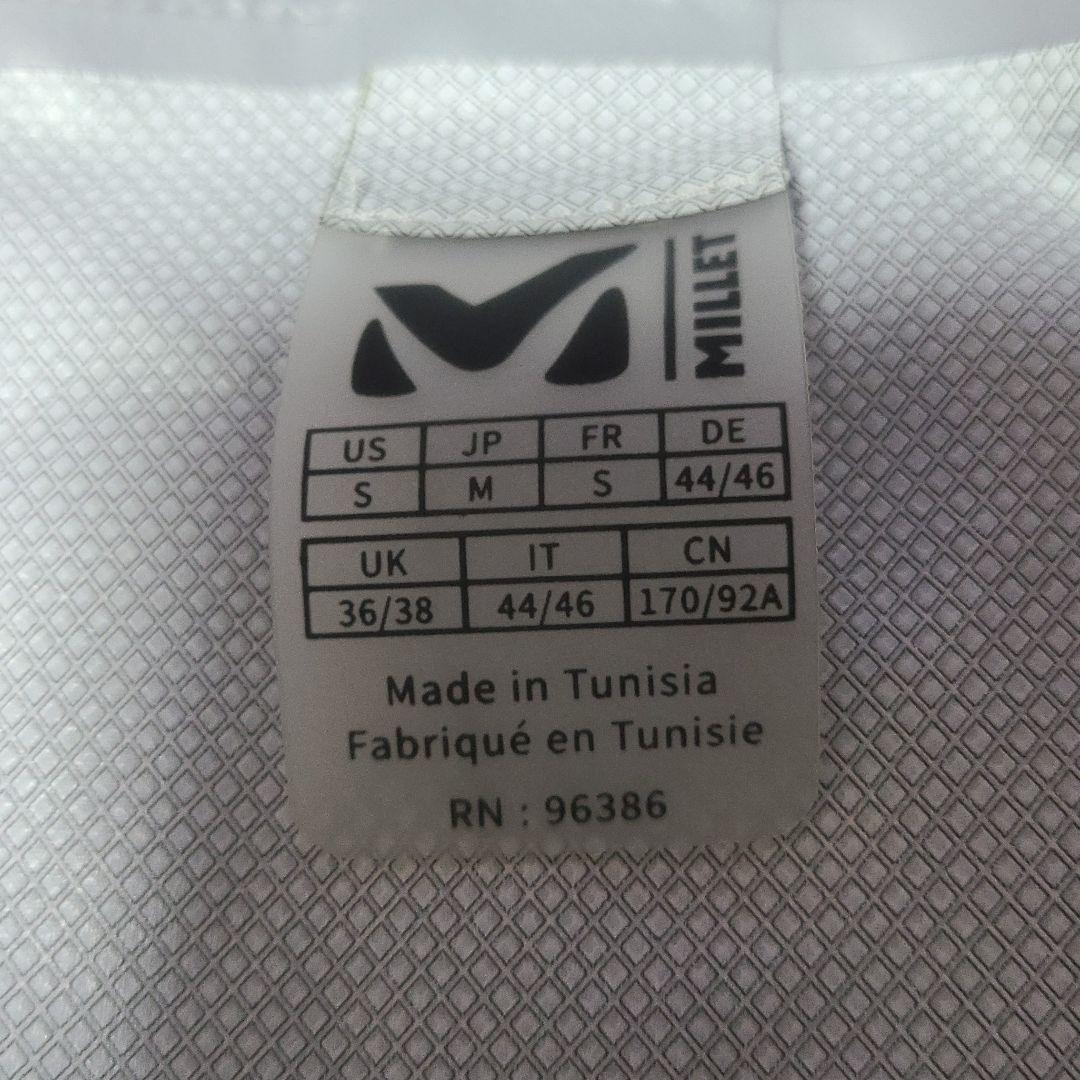 MILLET
US JP FR DE
S M S 44/46
UK IT CN
36/38 44/46 170/92A
Made in Tunisia
Fabriqué en Tunisie
RN : 96386